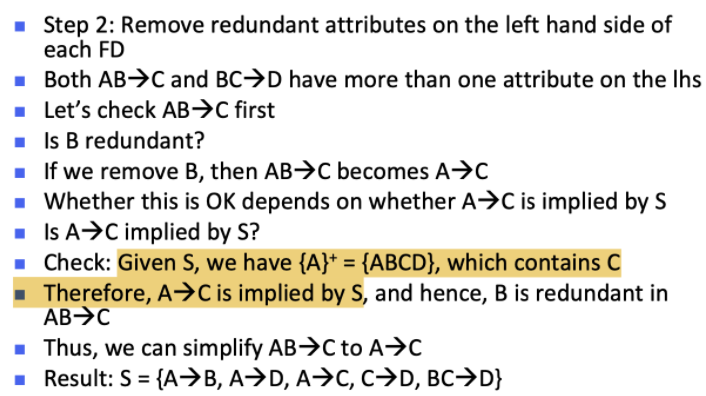 ▪ Step 2: Remove redundant attributes on the left hand side of
each FD
▪ Both AB→C and BC→D have more than one attribute on the lhs
▪ Let’s check AB→C first
▪ Is B redundant?
▪ If we remove B, then AB→C becomes A→C
▪ Whether this is OK depends on whether A→C is implied by S
▪ Is A→C implied by S?
▪ Check: Given S, we have {A}⁺ = {ABCD}, which contains C
▪ Therefore, A→C is implied by S, and hence, B is redundant in
AB→C
▪ Thus, we can simplify AB→C to A→C
▪ Result: S = {A→B, A→D, A→C, C→D, BC→D}